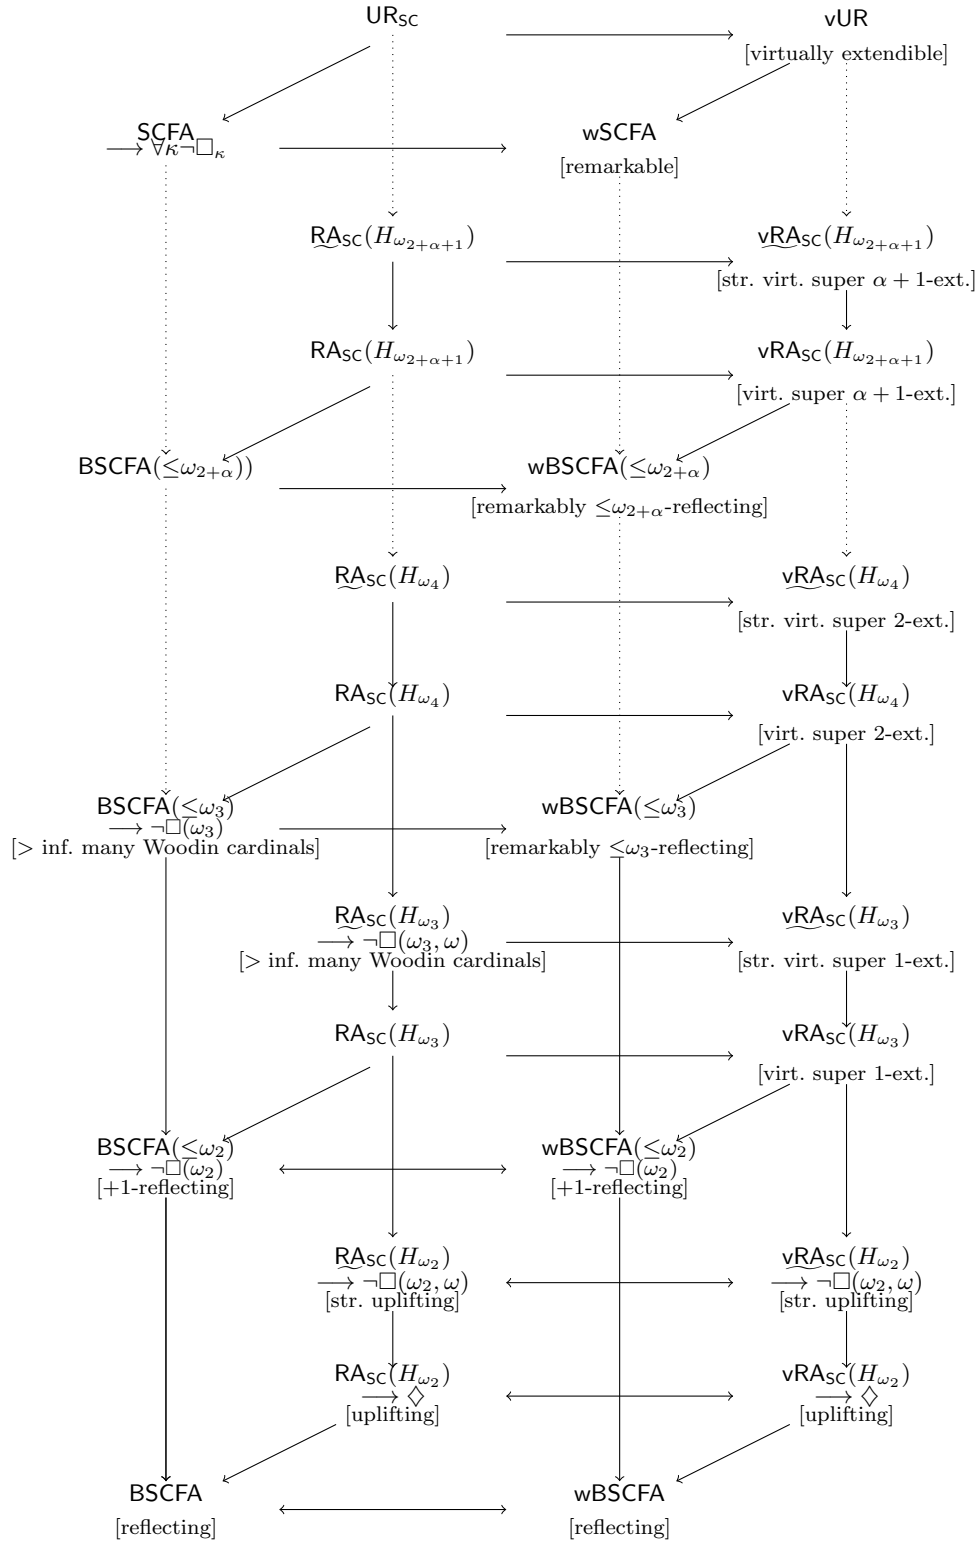 UR_SC vUR
[virtually extendible]
SCFA wSCFA
⟶ ∀κ¬□_κ
[remarkable]
RA_SC(H_{ω_{2+α+1}}) vRA_SC(H_{ω_{2+α+1}})
[str. virt. super α + 1-ext.]
RA_SC(H_{ω_{2+α+1}}) vRA_SC(H_{ω_{2+α+1}})
[virt. super α + 1-ext.]
BSCFA(≤ω_{2+α})) wBSCFA(≤ω_{2+α})
[remarkably ≤ω_{2+α}-reflecting]
RA_SC(H_{ω_4}) vRA_SC(H_{ω_4})
[str. virt. super 2-ext.]
RA_SC(H_{ω_4}) vRA_SC(H_{ω_4})
[virt. super 2-ext.]
BSCFA(≤ω_3) wBSCFA(≤ω_3)
⟶ ¬□(ω_3)
[> inf. many Woodin cardinals] [remarkably ≤ω_3-reflecting]
RA_SC(H_{ω_3}) vRA_SC(H_{ω_3})
⟶ ¬□(ω_3, ω)
[> inf. many Woodin cardinals] [str. virt. super 1-ext.]
RA_SC(H_{ω_3}) vRA_SC(H_{ω_3})
[virt. super 1-ext.]
BSCFA(≤ω_2) wBSCFA(≤ω_2)
⟶ ¬□(ω_2) ⟶ ¬□(ω_2)
[+1-reflecting] [+1-reflecting]
RA_SC(H_{ω_2}) vRA_SC(H_{ω_2})
⟶ ¬□(ω_2, ω) ⟶ ¬□(ω_2, ω)
[str. uplifting] [str. uplifting]
RA_SC(H_{ω_2}) vRA_SC(H_{ω_2})
⟶ ♢ ⟶ ♢
[uplifting] [uplifting]
BSCFA wBSCFA
[reflecting] [reflecting]